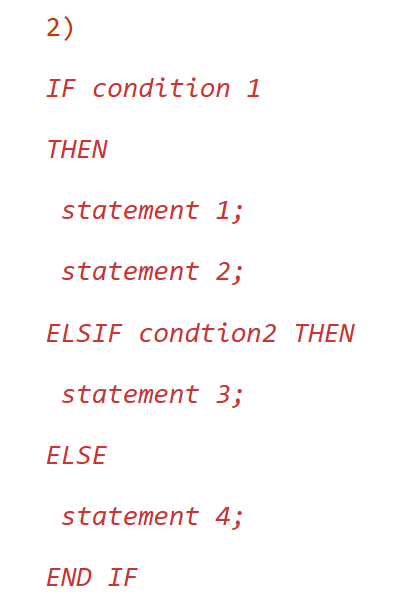 2)
IF condition 1
THEN
statement 1;
statement 2;
ELSIF condtion2 THEN
statement 3;
ELSE
statement 4;
END IF